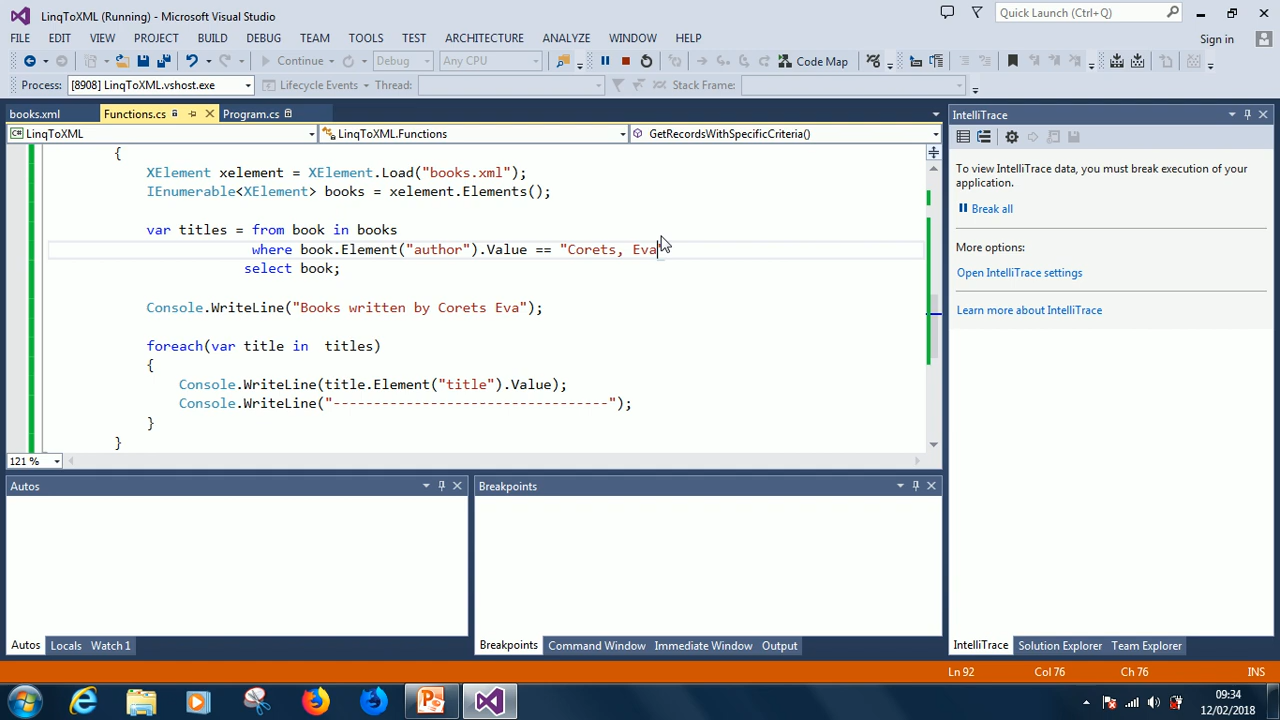 LinqToXML (Running) - Microsoft Visual Studio
Quick Launch (Ctrl+Q)
FILE EDIT VIEW PROJECT BUILD DEBUG TEAM TOOLS TEST ARCHITECTURE ANALYZE WINDOW HELP
Sign in
Continue Debug Any CPU Code Map
Process: [8908] LinqToXML.vshost.exe Lifecycle Events Thread: Stack Frame:
books.xml Functions.cs Program.cs
LinqToXML LinqToXML.Functions GetRecordsWithSpecificCriteria()
{
XElement xelement = XElement.Load("books.xml");
IEnumerable<XElement> books = xelement.Elements();
var titles = from book in books
where book.Element("author").Value == "Corets, Eva
select book;
Console.WriteLine("Books written by Corets Eva");
foreach(var title in  titles)
{
Console.WriteLine(title.Element("title").Value);
Console.WriteLine("----------------------------------");
}
}
121 %
IntelliTrace
To view IntelliTrace data, you must break execution of your
application.
Break all
More options:
Open IntelliTrace settings
Learn more about IntelliTrace
Autos
Breakpoints
Autos Locals Watch 1
Breakpoints Command Window Immediate Window Output
IntelliTrace Solution Explorer Team Explorer
Ln 92 Col 76 Ch 76 INS
09:34
12/02/2018